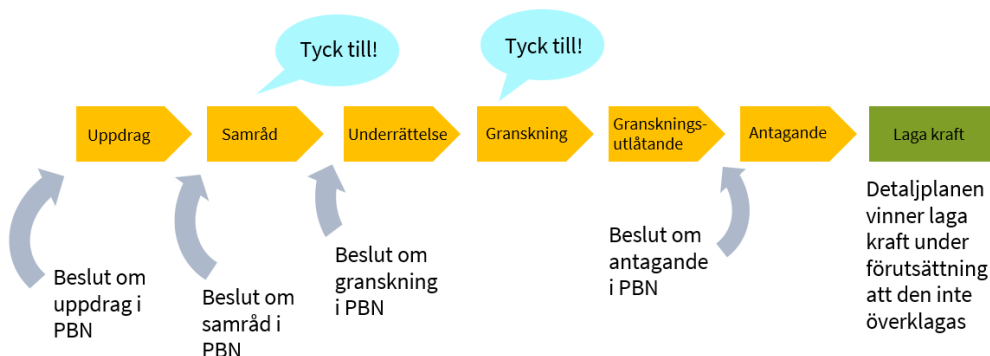 Tyck till!
Tyck till!
Uppdrag
Samråd
Underrättelse
Granskning
Gransknings-
utlåtande
Antagande
Laga kraft
Beslut om
uppdrag i
PBN
Beslut om
samråd i
PBN
Beslut om
granskning
i PBN
Beslut om
antagande
i PBN
Detaljplanen
vinner laga
kraft under
förutsättning
att den inte
överklagas